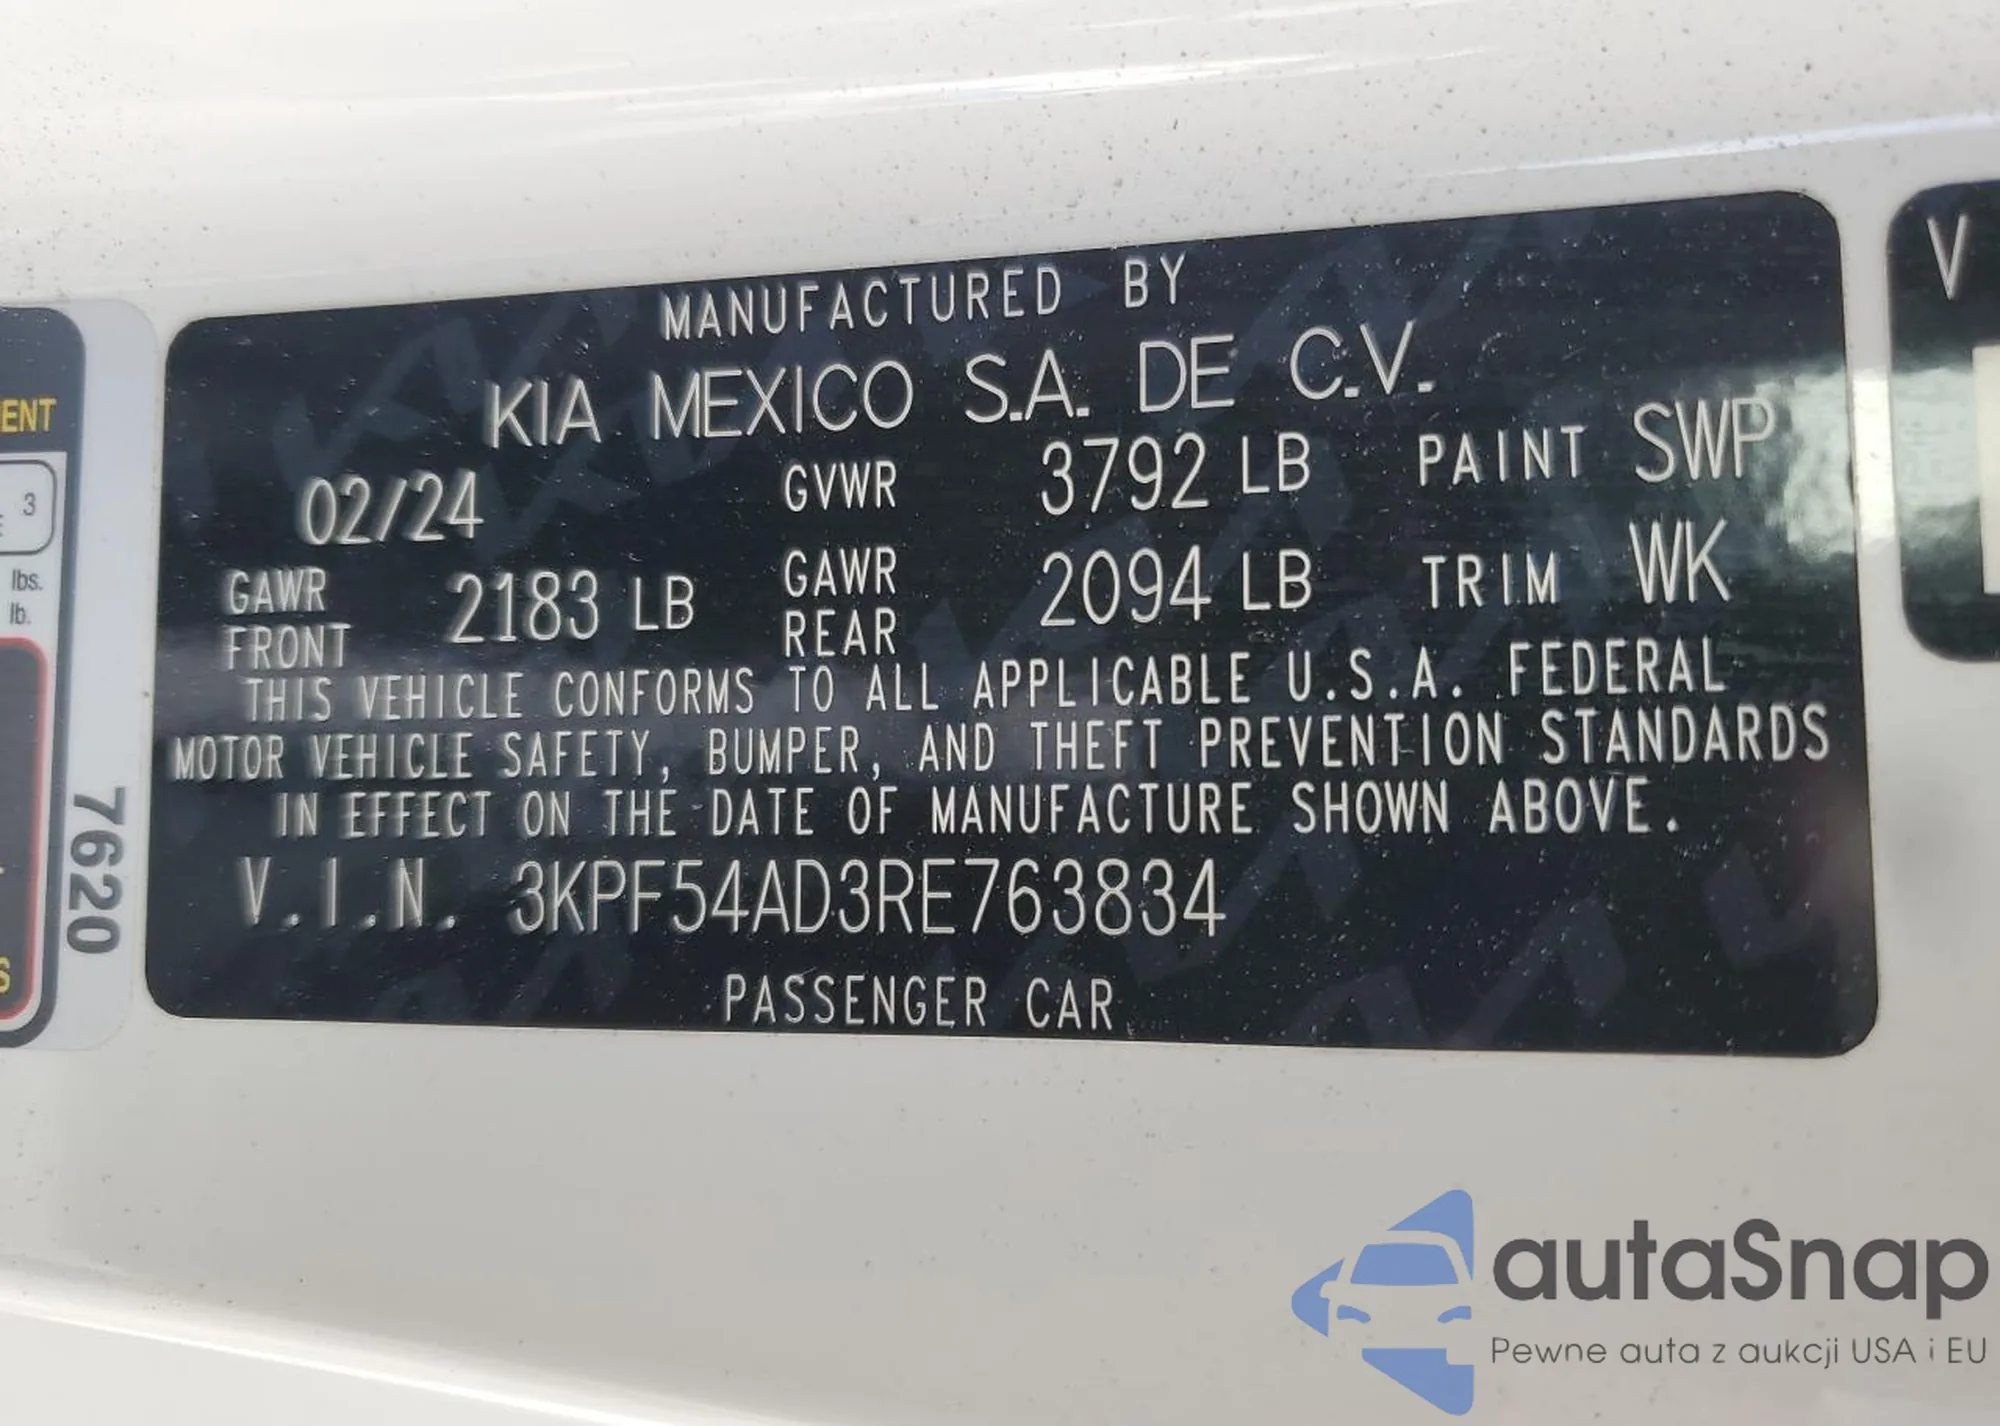 MANUFACTURED BY
KIA MEXICO S.A. DE C.V.
02/24 GVWR 3792 LB PAINT SWP
GAWR FRONT 2183 LB GAWR REAR 2094 LB TRIM WK
THIS VEHICLE CONFORMS TO ALL APPLICABLE U.S.A. FEDERAL
MOTOR VEHICLE SAFETY, BUMPER, AND THEFT PREVENTION STANDARDS
IN EFFECT ON THE DATE OF MANUFACTURE SHOWN ABOVE.
V.I.N. 3KPF54AD3RE763834
PASSENGER CAR
ENT
3
lbs.
lb.
S
7620
V
autaSnap
Pewne auta z aukcji USA i EU